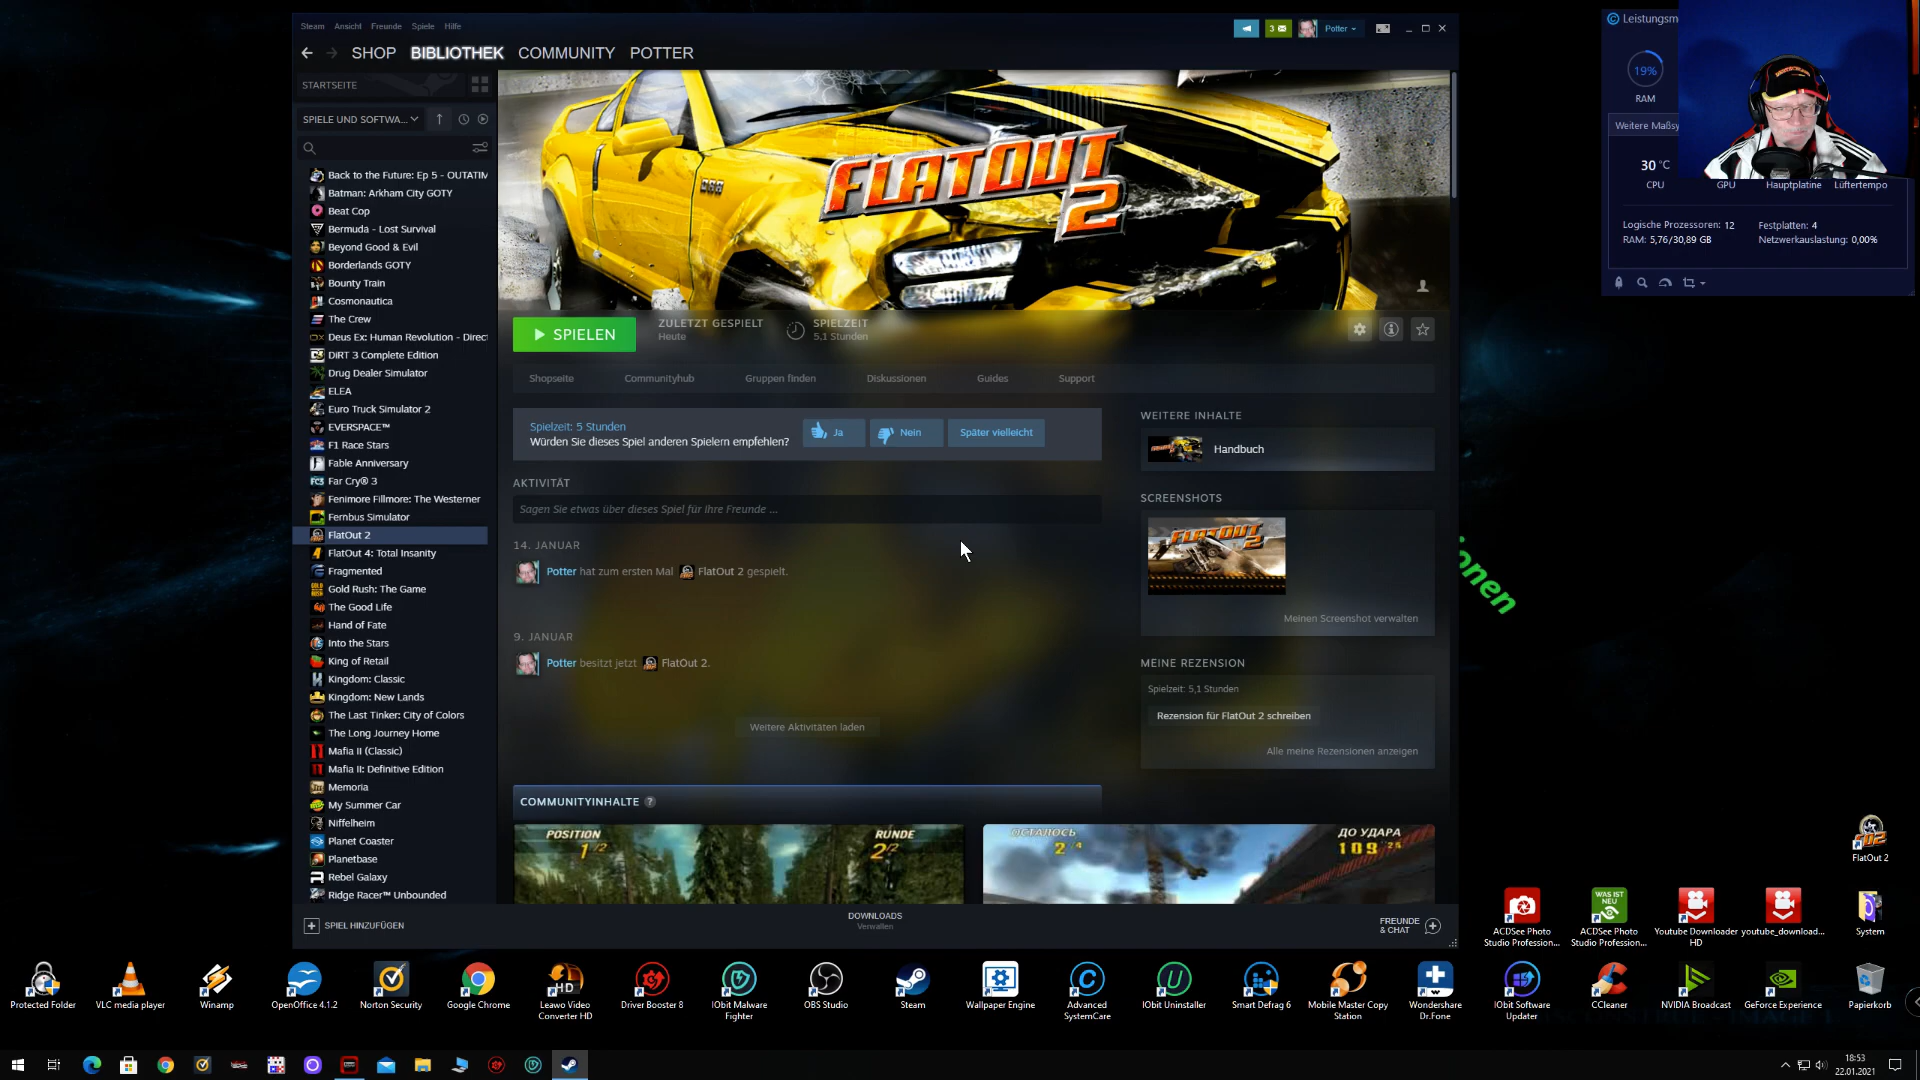 Steam Ansicht Freunde Spiele Hilfe
3
Potter
SHOP BIBLIOTHEK COMMUNITY POTTER
STARTSEITE
SPIELE UND SOFTWA...
Back to the Future: Ep 5 - OUTATIM
Batman: Arkham City GOTY
Beat Cop
Bermuda - Lost Survival
Beyond Good & Evil
Borderlands GOTY
Bounty Train
Cosmonautica
The Crew
Deus Ex: Human Revolution - Direct
DiRT 3 Complete Edition
Drug Dealer Simulator
ELEA
Euro Truck Simulator 2
EVERSPACE™
F1 Race Stars
Fable Anniversary
Far Cry® 3
Fenimore Fillmore: The Westerner
Fernbus Simulator
FlatOut 2
FlatOut 4: Total Insanity
Fragmented
Gold Rush: The Game
The Good Life
Hand of Fate
Into the Stars
King of Retail
Kingdom: Classic
Kingdom: New Lands
The Last Tinker: City of Colors
The Long Journey Home
Mafia II (Classic)
Mafia II: Definitive Edition
Memoria
My Summer Car
Niffelheim
Planet Coaster
Planetbase
Rebel Galaxy
Ridge Racer™ Unbounded
SPIEL HINZUFÜGEN
FLATOUT
2
SPIELEN
ZULETZT GESPIELT
Heute
SPIELZEIT
5,1 Stunden
Shopseite Communityhub Gruppen finden Diskussionen Guides Support
Spielzeit: 5 Stunden
Würden Sie dieses Spiel anderen Spielern empfehlen?
Ja Nein Später vielleicht
AKTIVITÄT
Sagen Sie etwas über dieses Spiel für Ihre Freunde ...
14. JANUAR
Potter hat zum ersten Mal FlatOut 2 gespielt.
9. JANUAR
Potter besitzt jetzt FlatOut 2.
Weitere Aktivitäten laden
COMMUNITYINHALTE ?
POSITION
1/2
RUNDE
2/2
ОСТАЛОСЬ
2/4
ДО УДАРА
WEITERE INHALTE
Handbuch
SCREENSHOTS
FLATOUT
2
Meinen Screenshot verwalten
MEINE REZENSION
Spielzeit: 5,1 Stunden
Rezension für FlatOut 2 schreiben
Alle meine Rezensionen anzeigen
DOWNLOADS
Verwalten
FREUNDE
& CHAT
Leistungsm
19%
RAM
Weitere Maßsy
30 °C
CPU GPU Hauptplatine Lüftertempo
Logische Prozessoren: 12
Festplatten: 4
RAM: 5,76/30,89 GB
Netzwerkauslastung: 0,00%
onen
FlatOut 2
ACDSee Photo
Studio Profession...
WAS IST
NEU
ACDSee Photo
Studio Profession...
Youtube Downloader
HD
youtube_download...
System
Protected Folder
VLC media player
Winamp
OpenOffice 4.1.2
Norton Security
Google Chrome
Leawo Video
Converter HD
Driver Booster 8
IObit Malware
Fighter
OBS Studio
Steam
Wallpaper Engine
Advanced
SystemCare
IObit Uninstaller
Smart Defrag 6
Mobile Master Copy
Station
Wondershare
Dr.Fone
IObit Software
Updater
CCleaner
NVIDIA Broadcast
GeForce Experience
Papierkorb
18:53
22.01.2021